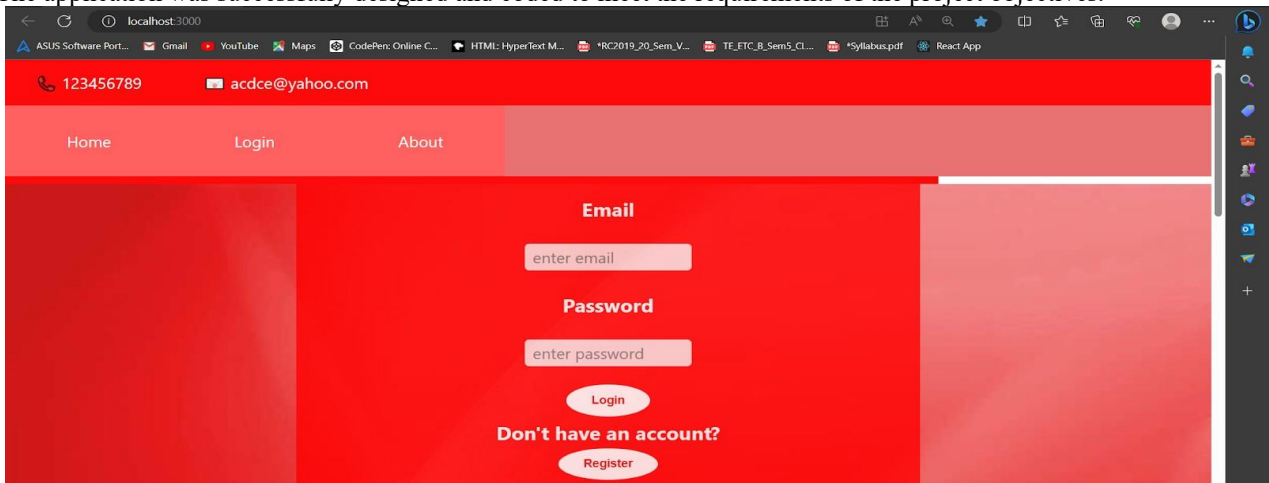 The application was successfully designed and coded to meet the requirements of the project objectives.
localhost:3000
ASUS Software Port... Gmail YouTube Maps CodePen: Online C... HTML: HyperText M... *RC2019_20_Sem_V... TE_ETC_B_Sem5_CL... *Syllabus.pdf React App
123456789 acdce@yahoo.com
Home Login About
Email
enter email
Password
enter password
Login
Don't have an account?
Register